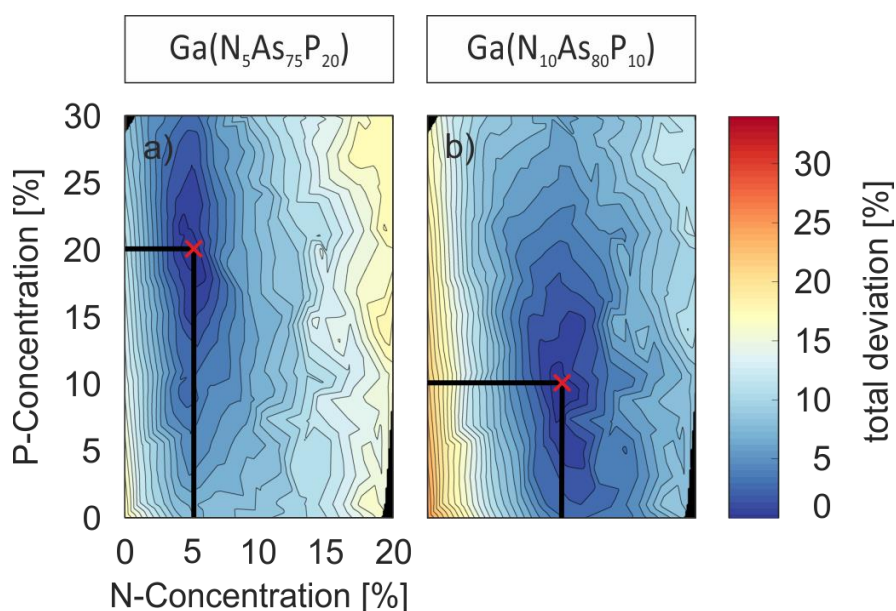 Ga(N₅As₇₅P₂₀)
Ga(N₁₀As₈₀P₁₀)
a)
b)
P-Concentration [%]
30
25
20
15
10
5
0
0 5 10 15 20
N-Concentration [%]
30
25
20
15
10
5
0
total deviation [%]